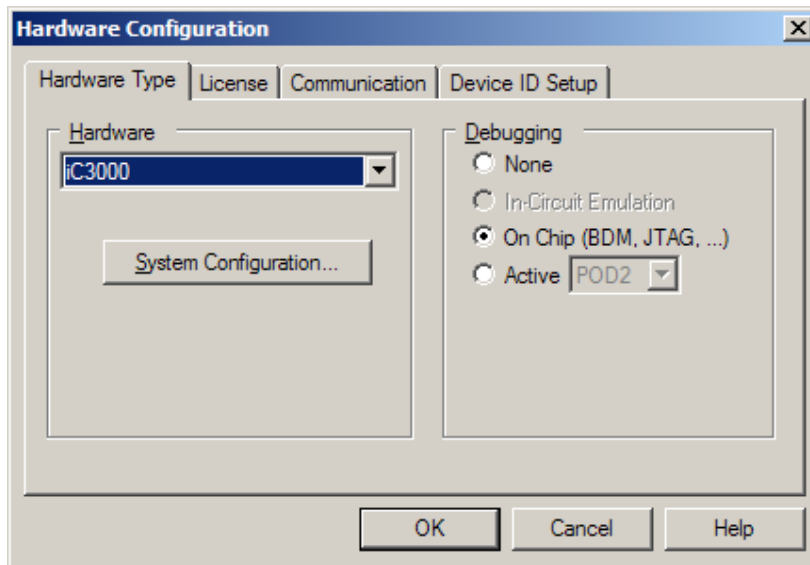 Hardware Configuration
Hardware Type License Communication Device ID Setup
Hardware
iC3000
System Configuration...
Debugging
None
In-Circuit Emulation
On Chip (BDM, JTAG, ...)
Active POD2
OK Cancel Help